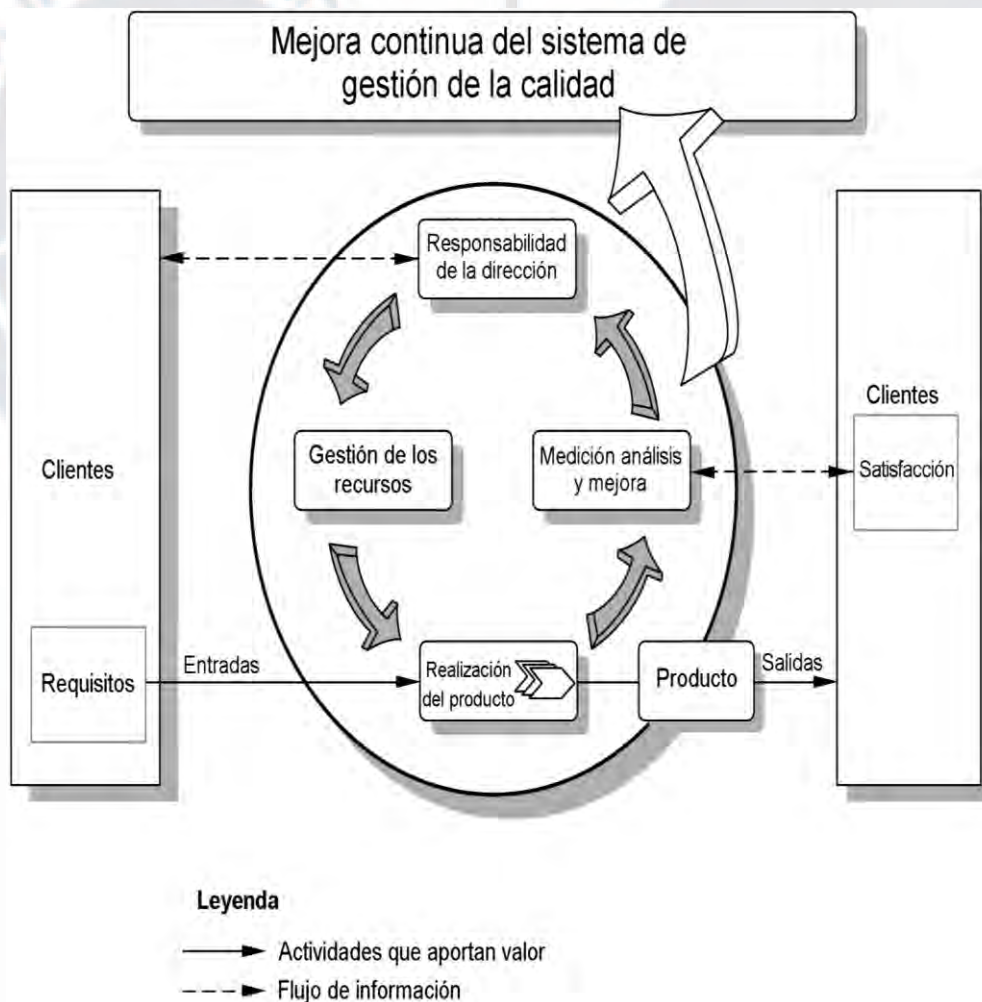 Mejora continua del sistema de
gestión de la calidad
Responsabilidad
de la dirección
Clientes
Gestión de los
recursos
Medición análisis
y mejora
Clientes
Satisfacción
Requisitos
Entradas
Realización
del producto
Producto
Salidas
Leyenda
Actividades que aportan valor
Flujo de información